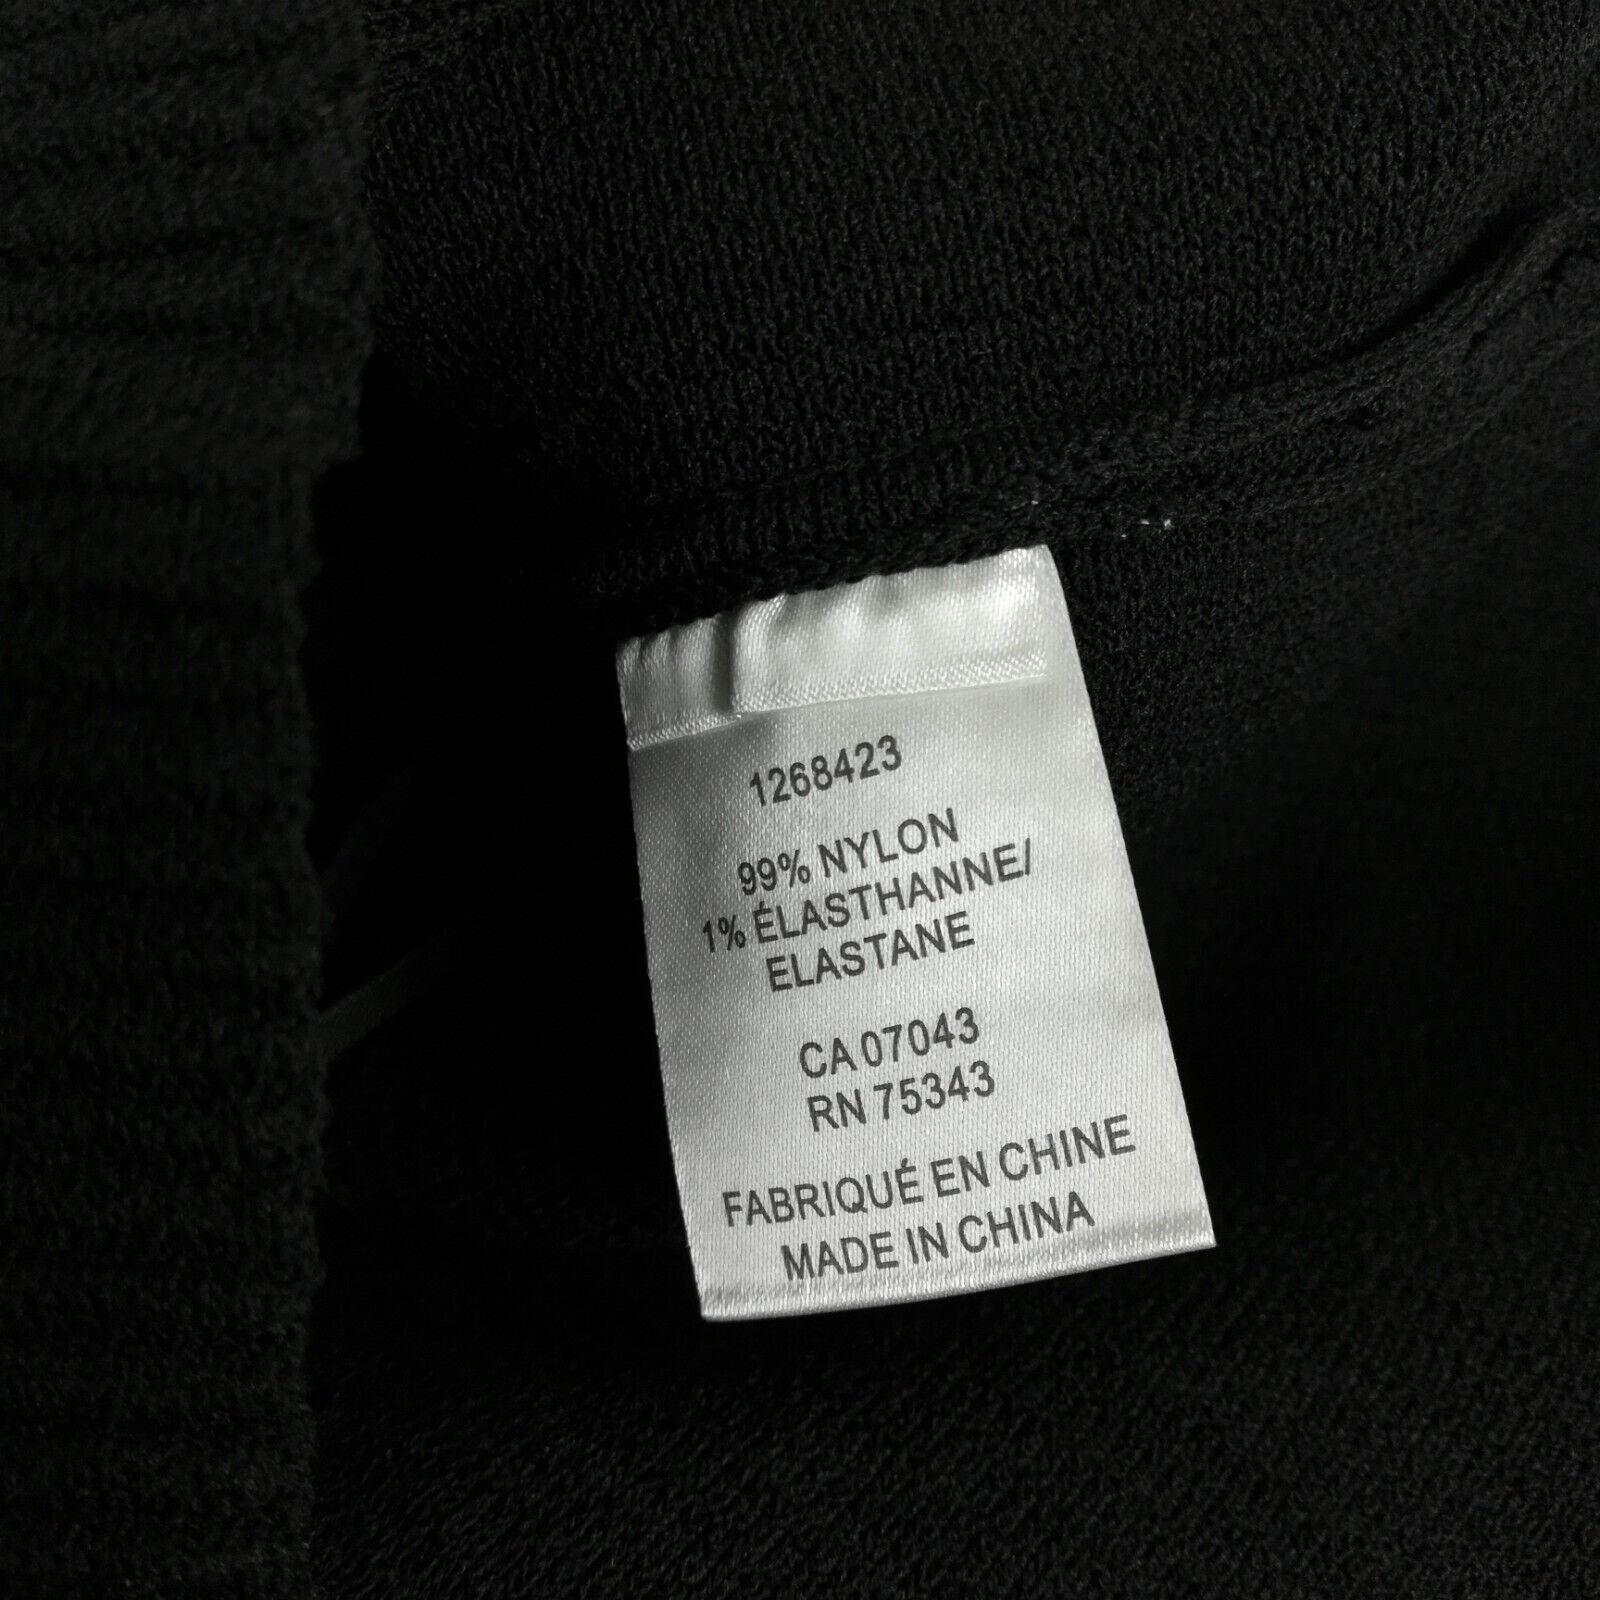 1268423
99% NYLON
1% ÉLASTHANNE/
ELASTANE
CA 07043
RN 75343
FABRIQUÉ EN CHINE
MADE IN CHINA